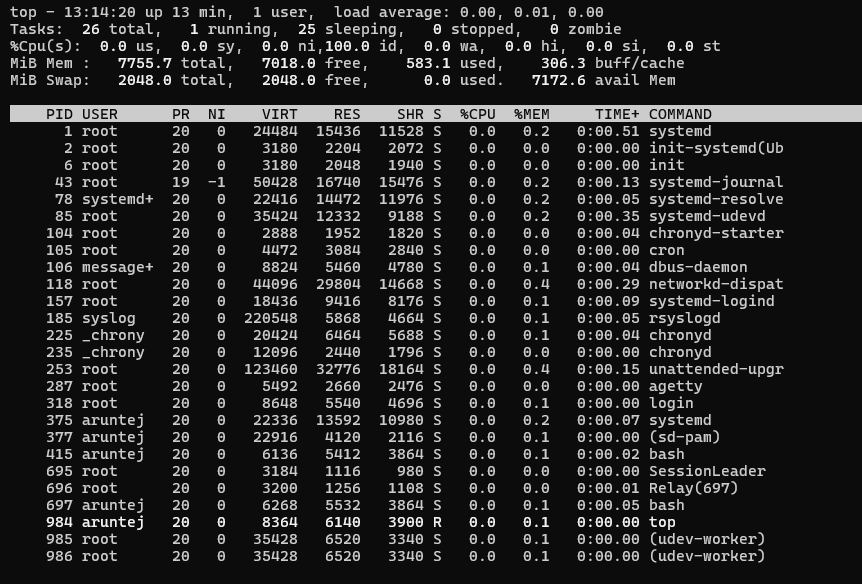 top - 13:14:20 up 13 min,  1 user,  load average: 0.00, 0.01, 0.00
Tasks:  26 total,   1 running,  25 sleeping,   0 stopped,   0 zombie
%Cpu(s):  0.0 us,  0.0 sy,  0.0 ni,100.0 id,  0.0 wa,  0.0 hi,  0.0 si,  0.0 st
MiB Mem :   7755.7 total,   7018.0 free,    583.1 used,    306.3 buff/cache
MiB Swap:   2048.0 total,   2048.0 free,      0.0 used.   7172.6 avail Mem
    PID USER      PR  NI    VIRT    RES    SHR S  %CPU  %MEM     TIME+ COMMAND
      1 root      20   0   24484  15436  11528 S   0.0   0.2   0:00.51 systemd
      2 root      20   0    3180   2204   2072 S   0.0   0.0   0:00.00 init-systemd(Ub
      6 root      20   0    3180   2048   1940 S   0.0   0.0   0:00.00 init
     43 root      19  -1   50428  16740  15476 S   0.0   0.2   0:00.13 systemd-journal
     78 systemd+  20   0   22416  14472  11976 S   0.0   0.2   0:00.05 systemd-resolve
     85 root      20   0   35424  12332   9188 S   0.0   0.2   0:00.35 systemd-udevd
    104 root      20   0    2888   1952   1820 S   0.0   0.0   0:00.04 chronyd-starter
    105 root      20   0    4472   3084   2840 S   0.0   0.0   0:00.00 cron
    106 message+  20   0    8824   5460   4780 S   0.0   0.1   0:00.04 dbus-daemon
    118 root      20   0   44096  29804  14668 S   0.0   0.4   0:00.29 networkd-dispat
    157 root      20   0   18436   9416   8176 S   0.0   0.1   0:00.09 systemd-logind
    185 syslog    20   0  220548   5868   4664 S   0.0   0.1   0:00.05 rsyslogd
    225 _chrony   20   0   20424   6464   5688 S   0.0   0.1   0:00.04 chronyd
    235 _chrony   20   0   12096   2440   1796 S   0.0   0.0   0:00.00 chronyd
    253 root      20   0  123460  32776  18164 S   0.0   0.4   0:00.15 unattended-upgr
    287 root      20   0    5492   2660   2476 S   0.0   0.0   0:00.00 agetty
    318 root      20   0    8648   5540   4696 S   0.0   0.1   0:00.00 login
    375 aruntej   20   0   22336  13592  10980 S   0.0   0.2   0:00.07 systemd
    377 aruntej   20   0   22916   4120   2116 S   0.0   0.1   0:00.00 (sd-pam)
    415 aruntej   20   0    6136   5412   3864 S   0.0   0.1   0:00.02 bash
    695 root      20   0    3184   1116    980 S   0.0   0.0   0:00.00 SessionLeader
    696 root      20   0    3200   1256   1108 S   0.0   0.0   0:00.01 Relay(697)
    697 aruntej   20   0    6268   5532   3864 S   0.0   0.1   0:00.05 bash
    984 aruntej   20   0    8364   6140   3900 R   0.0   0.1   0:00.00 top
    985 root      20   0   35428   6520   3340 S   0.0   0.1   0:00.00 (udev-worker)
    986 root      20   0   35428   6520   3340 S   0.0   0.1   0:00.00 (udev-worker)